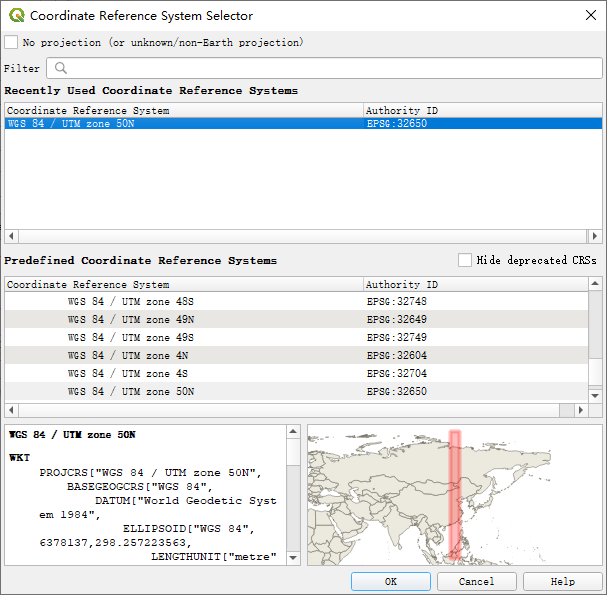 Coordinate Reference System Selector
No projection (or unknown/non-Earth projection)
Filter
Recently Used Coordinate Reference Systems
Coordinate Reference System Authority ID
WGS 84 / UTM zone 50N EPSG:32650
Predefined Coordinate Reference Systems Hide deprecated CRSs
Coordinate Reference System Authority ID
WGS 84 / UTM zone 48S EPSG:32748
WGS 84 / UTM zone 49N EPSG:32649
WGS 84 / UTM zone 49S EPSG:32749
WGS 84 / UTM zone 4N EPSG:32604
WGS 84 / UTM zone 4S EPSG:32704
WGS 84 / UTM zone 50N EPSG:32650
WGS 84 / UTM zone 50N
WKT
PROJCRS["WGS 84 / UTM zone 50N",
BASEGEOGCRS["WGS 84",
DATUM["World Geodetic Syst
em 1984",
ELLIPSOID["WGS 84",
6378137,298.257223563,
LENGTHUNIT["metre"
OK Cancel Help